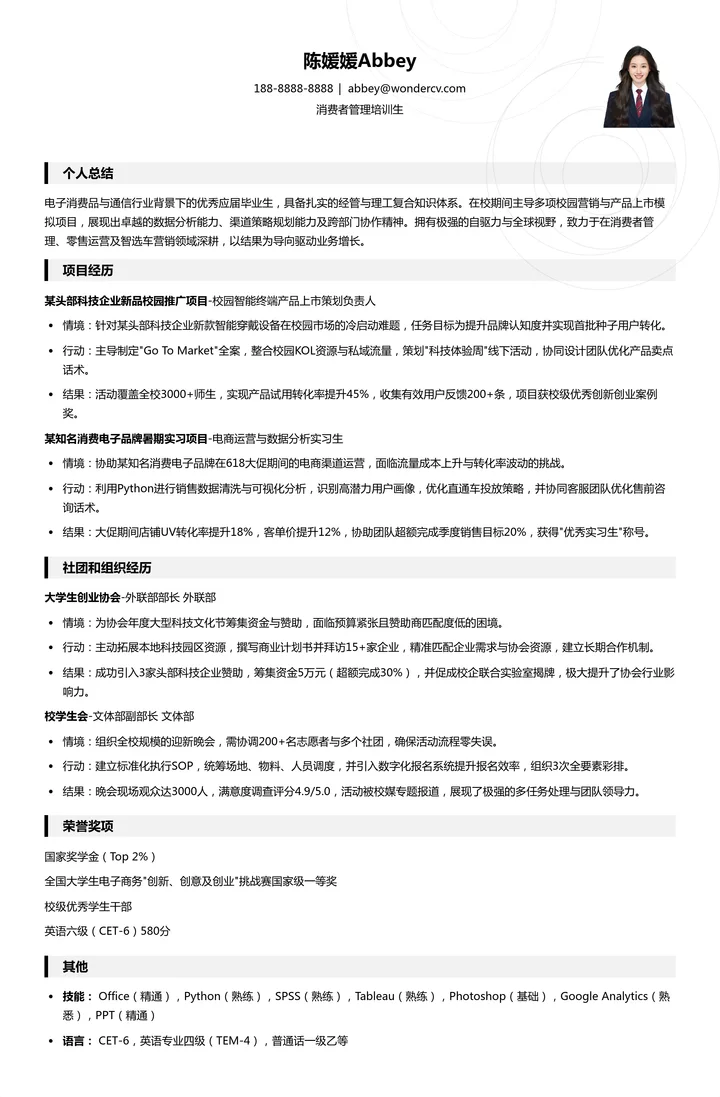 陈媛媛Abbey
188-8888-8888 | abbey@wondercv.com
消费者管理培训生
个人总结
电子消费品与通信行业背景下的优秀应届毕业生，具备扎实的经管与理工复合知识体系。在校期间主导多项校园营销与产品上市模
拟项目，展现出卓越的数据分析能力、渠道策略规划能力及跨部门协作精神。拥有极强的自驱力与全球视野，致力于在消费者管
理、零售运营及智选车营销领域深耕，以结果为导向驱动业务增长。
项目经历
某头部科技企业新品校园推广项目-校园智能终端产品上市策划负责人
• 情境：针对某头部科技企业新款智能穿戴设备在校园市场的冷启动难题，任务目标为提升品牌认知度并实现首批种子用户转化。
• 行动：主导制定"Go To Market"全案，整合校园KOL资源与私域流量，策划"科技体验周"线下活动，协同设计团队优化产品卖点
话术。
• 结果：活动覆盖全校3000+师生，实现产品试用转化率提升45%，收集有效用户反馈200+条，项目获校级优秀创新创业案例
奖。
某知名消费电子品牌暑期实习项目-电商运营与数据分析实习生
• 情境：协助某知名消费电子品牌在618大促期间的电商渠道运营，面临流量成本上升与转化率波动的挑战。
• 行动：利用Python进行销售数据清洗与可视化分析，识别高潜力用户画像，优化直通车投放策略，并协同客服团队优化售前咨
询话术。
• 结果：大促期间店铺UV转化率提升18%，客单价提升12%，协助团队超额完成季度销售目标20%，获得"优秀实习生"称号。
社团和组织经历
大学生创业协会-外联部部长 外联部
• 情境：为协会年度大型科技文化节筹集资金与赞助，面临预算紧张且赞助商匹配度低的困境。
• 行动：主动拓展本地科技园区资源，撰写商业计划书并拜访15+家企业，精准匹配企业需求与协会资源，建立长期合作机制。
• 结果：成功引入3家头部科技企业赞助，筹集资金5万元（超额完成30%），并促成校企联合实验室揭牌，极大提升了协会行业影
响力。
校学生会-文体部副部长 文体部
• 情境：组织全校规模的迎新晚会，需协调200+名志愿者与多个社团，确保活动流程零失误。
• 行动：建立标准化执行SOP，统筹场地、物料、人员调度，并引入数字化报名系统提升报名效率，组织3次全要素彩排。
• 结果：晚会现场观众达3000人，满意度调查评分4.9/5.0，活动被校媒专题报道，展现了极强的多任务处理与团队领导力。
荣誉奖项
国家奖学金（Top 2%）
全国大学生电子商务"创新、创意及创业"挑战赛国家级一等奖
校级优秀学生干部
英语六级（CET-6）580分
其他
• 技能： Office（精通），Python（熟练），SPSS（熟练），Tableau（熟练），Photoshop（基础），Google Analytics（熟
悉），PPT（精通）
• 语言： CET-6，英语专业四级（TEM-4），普通话一级乙等